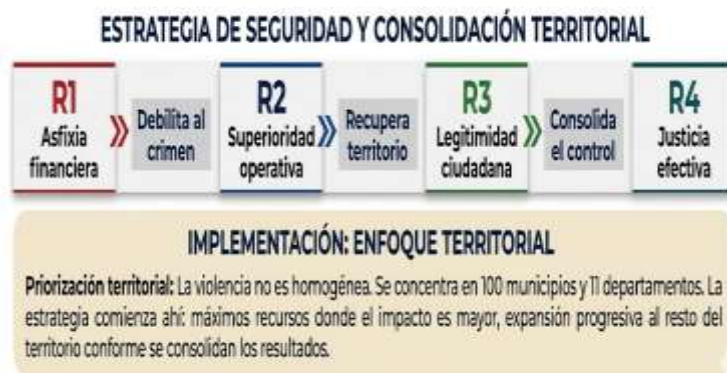 ESTRATEGIA DE SEGURIDAD Y CONSOLIDACIÓN TERRITORIAL
R1
Asfixia
financiera
Debilita al
crimen
R2
Superioridad
operativa
Recupera
territorio
R3
Legitimidad
ciudadana
Consolida
el control
R4
Justicia
efectiva
IMPLEMENTACIÓN: ENFOQUE TERRITORIAL
Priorización territorial: La violencia no es homogénea. Se concentra en 100 municipios y 11 departamentos. La
estrategia comienza ahí: máximos recursos donde el impacto es mayor, expansión progresiva al resto del
territorio conforme se consolidan los resultados.